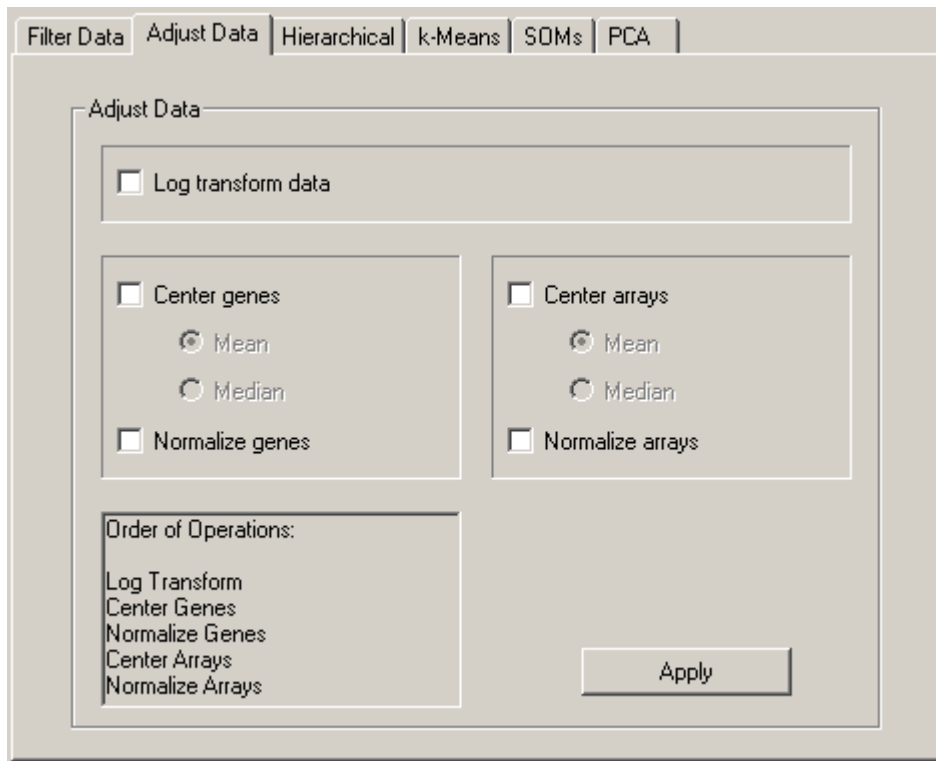 Filter Data Adjust Data Hierarchical k-Means SOMs PCA
Adjust Data
Log transform data
Center genes
Mean
Median
Normalize genes
Center arrays
Mean
Median
Normalize arrays
Order of Operations:
Log Transform
Center Genes
Normalize Genes
Center Arrays
Normalize Arrays
Apply